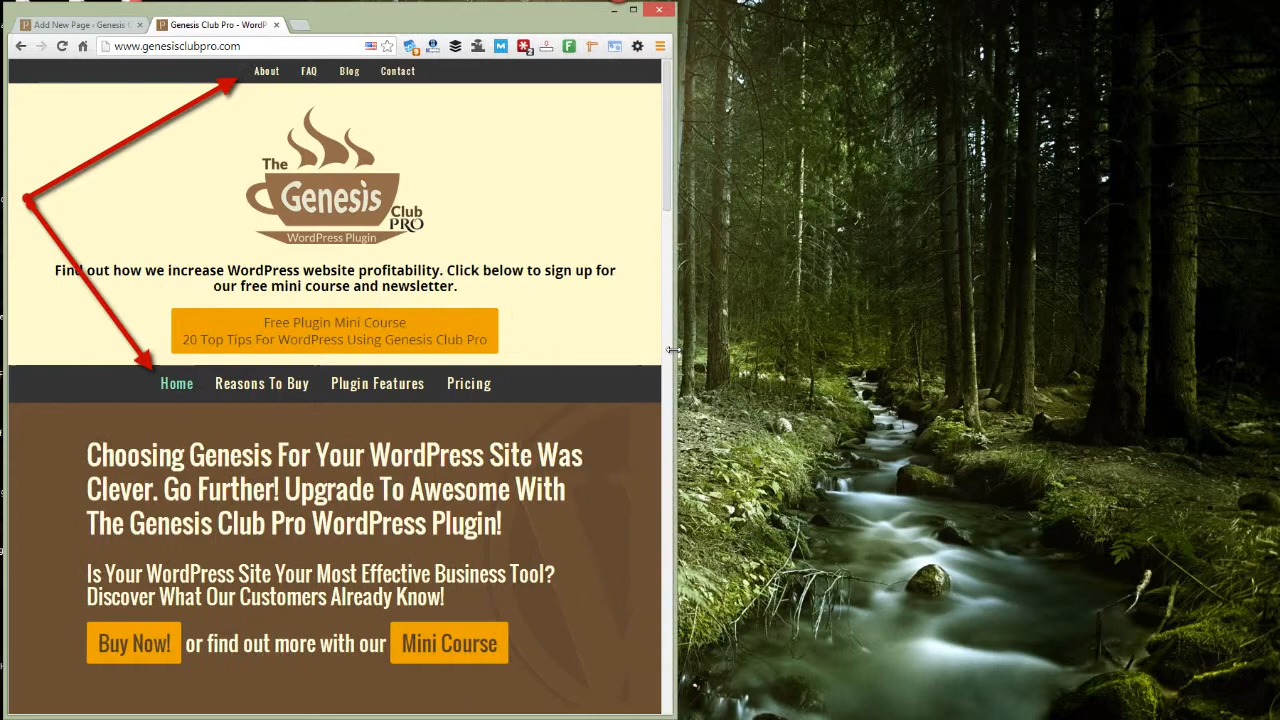 Add New Page ‹ Genesis C
Genesis Club Pro - WordP
www.genesisclubpro.com
About FAQ Blog Contact
The
Genesis
Club
PRO
WordPress Plugin
Find out how we increase WordPress website profitability. Click below to sign up for
our free mini course and newsletter.
Free Plugin Mini Course
20 Top Tips For WordPress Using Genesis Club Pro
Home Reasons To Buy Plugin Features Pricing
Choosing Genesis For Your WordPress Site Was
Clever. Go Further! Upgrade To Awesome With
The Genesis Club Pro WordPress Plugin!
Is Your WordPress Site Your Most Effective Business Tool?
Discover What Our Customers Already Know!
Buy Now! or find out more with our Mini Course